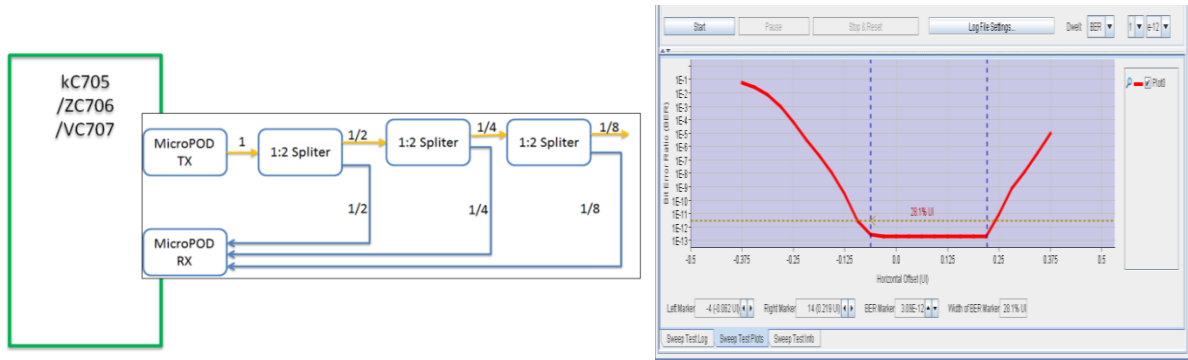 kC705
/ZC706
/VC707
MicroPOD
TX
1
1:2 Spliter
1/2
1:2 Spliter
1/4
1:2 Spliter
1/8
1/2
1/4
1/8
MicroPOD
RX
Start
Pause
Stop & Reset
Log File Settings...
Dwell:
BER
1
e-12
Bit Error Ratio (BER)
1E-1
1E-2
1E-3
1E-4
1E-5
1E-6
1E-7
1E-8
1E-9
1E-10
1E-11
1E-12
1E-13
28.1% UI
-0.5
-0.375
-0.25
-0.125
0.0
0.125
0.25
0.375
0.5
Horizontal Offset (UI)
Plot0
Left Marker -4 (-0.062 UI) Right Marker 14 (0.219 UI) BER Marker 3.09E-12 Width of BER Marker 28.1% UI
Sweep Test Log Sweep Test Plots Sweep Test Info